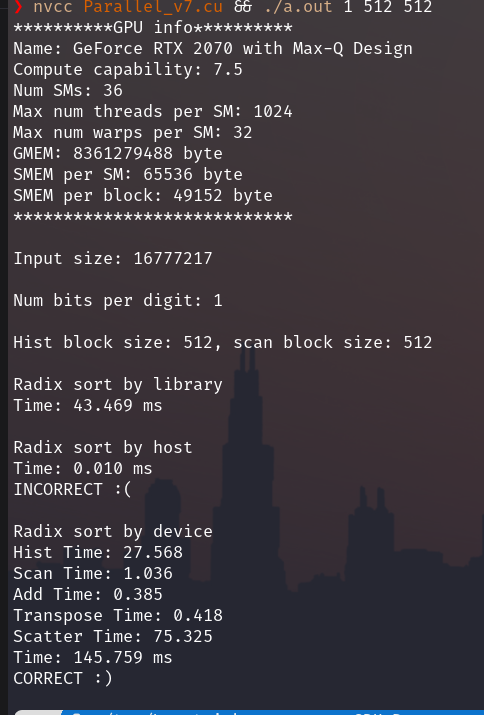 ❯ nvcc Parallel_v7.cu && ./a.out 1 512 512
**********GPU info**********
Name: GeForce RTX 2070 with Max-Q Design
Compute capability: 7.5
Num SMs: 36
Max num threads per SM: 1024
Max num warps per SM: 32
GMEM: 8361279488 byte
SMEM per SM: 65536 byte
SMEM per block: 49152 byte
****************************
Input size: 16777217
Num bits per digit: 1
Hist block size: 512, scan block size: 512
Radix sort by library
Time: 43.469 ms
Radix sort by host
Time: 0.010 ms
INCORRECT :(
Radix sort by device
Hist Time: 27.568
Scan Time: 1.036
Add Time: 0.385
Transpose Time: 0.418
Scatter Time: 75.325
Time: 145.759 ms
CORRECT :)